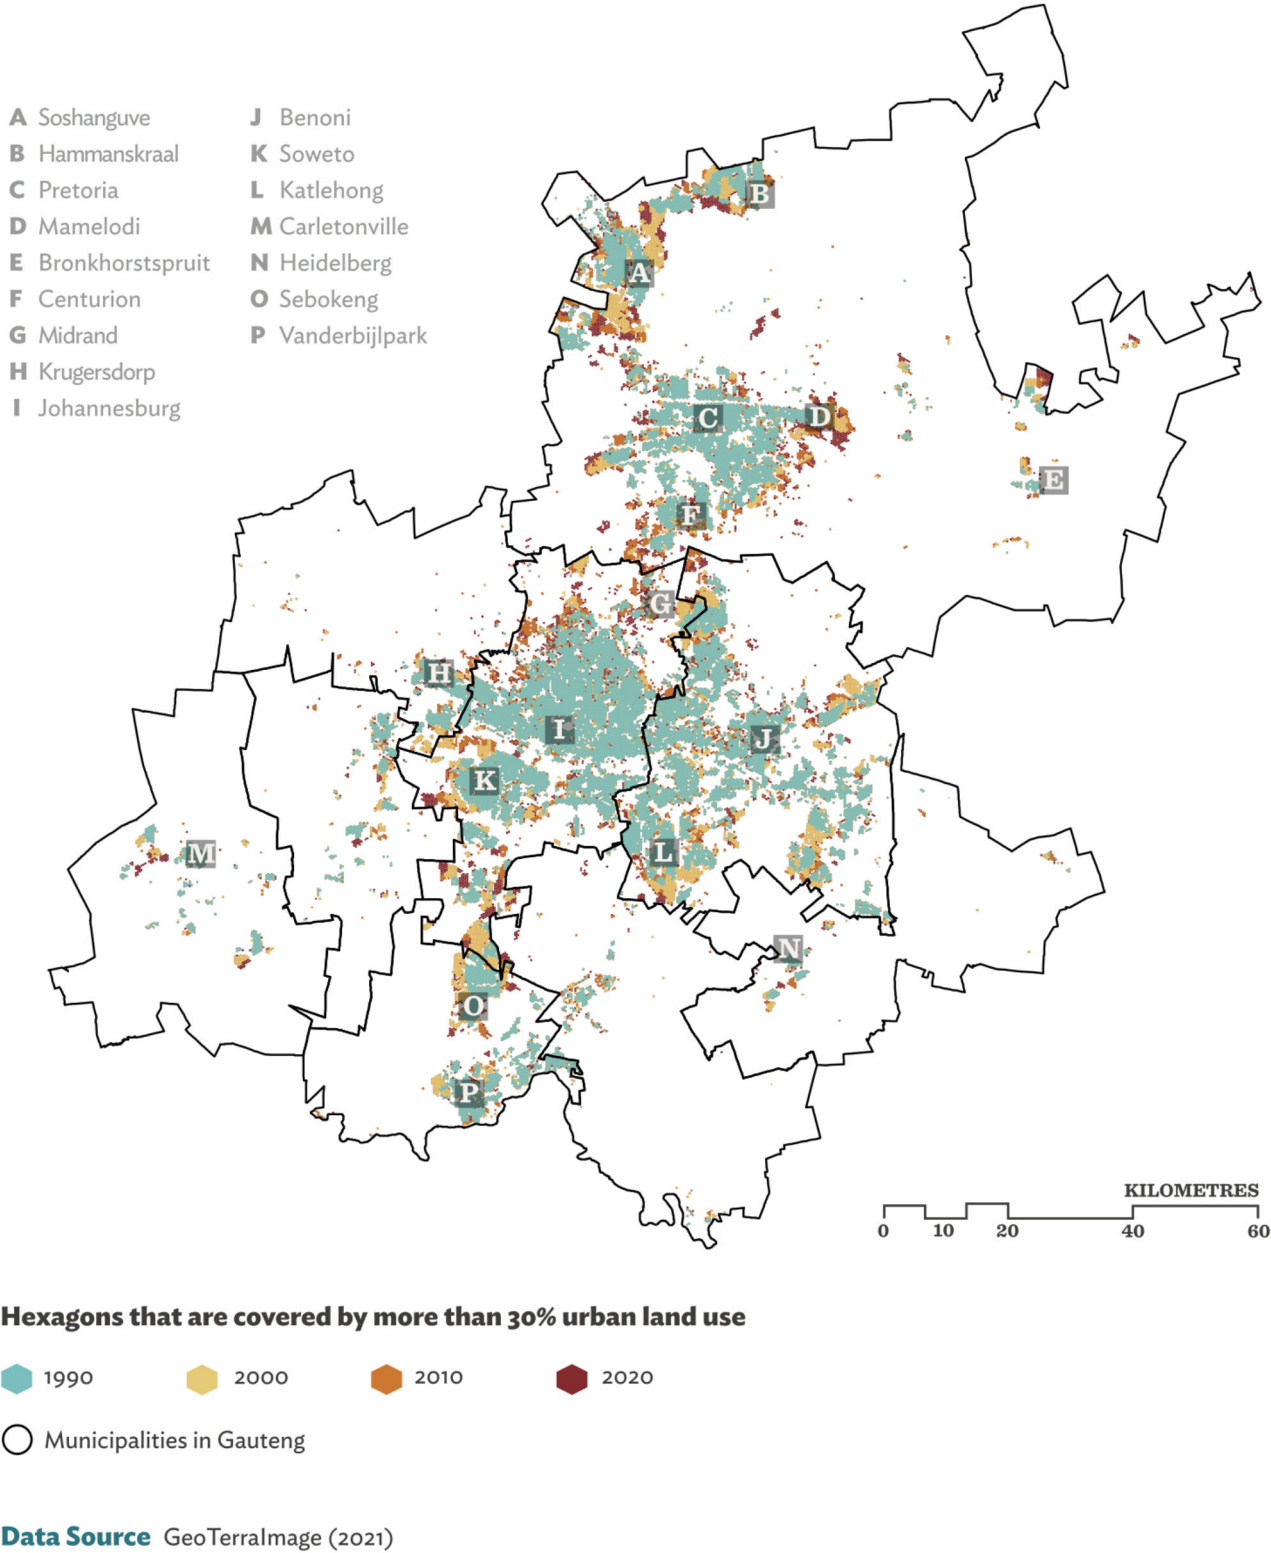 A Soshanguve
B Hammanskraal
C Pretoria
D Mamelodi
E Bronkhorstspruit
F Centurion
G Midrand
H Krugersdorp
I Johannesburg
J Benoni
K Soweto
L Katlehong
M Carletonville
N Heidelberg
O Sebokeng
P Vanderbijlpark
B
A
C
D
E
F
G
H
I
J
K
L
M
N
O
P
KILOMETRES
0 10 20 40 60
Hexagons that are covered by more than 30% urban land use
1990 2000 2010 2020
Municipalities in Gauteng
Data Source GeoTerraImage (2021)